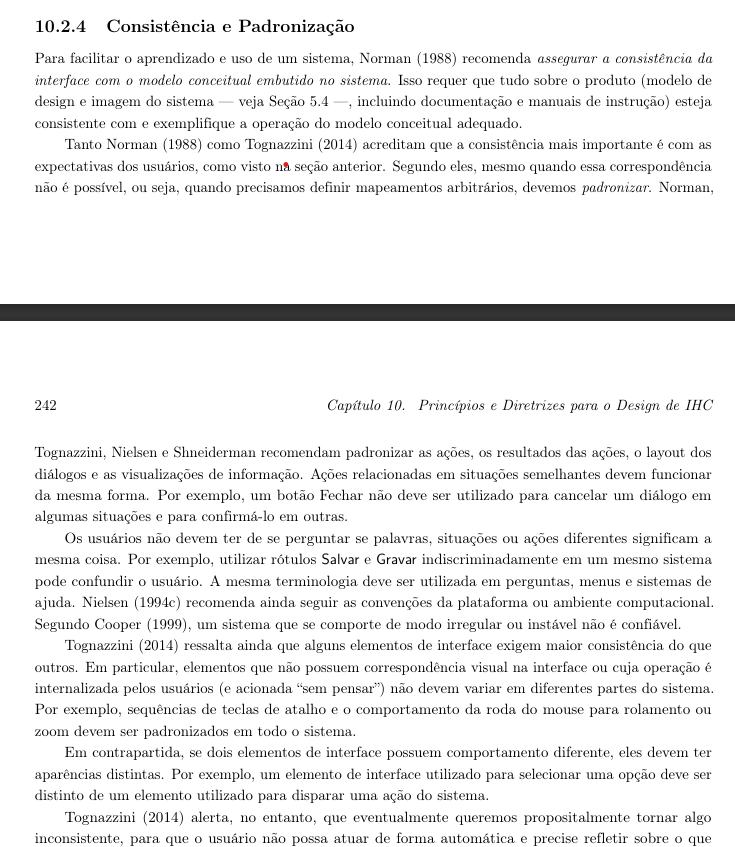 10.2.4 Consistência e Padronização
Para facilitar o aprendizado e uso de um sistema, Norman (1988) recomenda assegurar a consistência da
interface com o modelo conceitual embutido no sistema. Isso requer que tudo sobre o produto (modelo de
design e imagem do sistema — veja Seção 5.4 —, incluindo documentação e manuais de instrução) esteja
consistente com e exemplifique a operação do modelo conceitual adequado.
Tanto Norman (1988) como Tognazzini (2014) acreditam que a consistência mais importante é com as
expectativas dos usuários, como visto na seção anterior. Segundo eles, mesmo quando essa correspondência
não é possível, ou seja, quando precisamos definir mapeamentos arbitrários, devemos padronizar. Norman,
242 Capítulo 10. Princípios e Diretrizes para o Design de IHC
Tognazzini, Nielsen e Shneiderman recomendam padronizar as ações, os resultados das ações, o layout dos
diálogos e as visualizações de informação. Ações relacionadas em situações semelhantes devem funcionar
da mesma forma. Por exemplo, um botão Fechar não deve ser utilizado para cancelar um diálogo em
algumas situações e para confirmá-lo em outras.
Os usuários não devem ter de se perguntar se palavras, situações ou ações diferentes significam a
mesma coisa. Por exemplo, utilizar rótulos Salvar e Gravar indiscriminadamente em um mesmo sistema
pode confundir o usuário. A mesma terminologia deve ser utilizada em perguntas, menus e sistemas de
ajuda. Nielsen (1994c) recomenda ainda seguir as convenções da plataforma ou ambiente computacional.
Segundo Cooper (1999), um sistema que se comporte de modo irregular ou instável não é confiável.
Tognazzini (2014) ressalta ainda que alguns elementos de interface exigem maior consistência do que
outros. Em particular, elementos que não possuem correspondência visual na interface ou cuja operação é
internalizada pelos usuários (e acionada “sem pensar”) não devem variar em diferentes partes do sistema.
Por exemplo, sequências de teclas de atalho e o comportamento da roda do mouse para rolamento ou
zoom devem ser padronizados em todo o sistema.
Em contrapartida, se dois elementos de interface possuem comportamento diferente, eles devem ter
aparências distintas. Por exemplo, um elemento de interface utilizado para selecionar uma opção deve ser
distinto de um elemento utilizado para disparar uma ação do sistema.
Tognazzini (2014) alerta, no entanto, que eventualmente queremos propositalmente tornar algo
inconsistente, para que o usuário não possa atuar de forma automática e precise refletir sobre o que